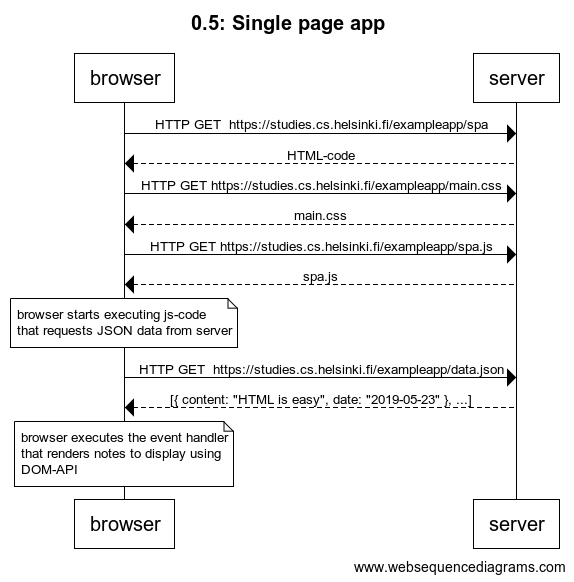 0.5: Single page app
browser
server
HTTP GET  https://studies.cs.helsinki.fi/exampleapp/spa
HTML-code
HTTP GET https://studies.cs.helsinki.fi/exampleapp/main.css
main.css
HTTP GET https://studies.cs.helsinki.fi/exampleapp/spa.js
spa.js
browser starts executing js-code
that requests JSON data from server
HTTP GET  https://studies.cs.helsinki.fi/exampleapp/data.json
[{ content: "HTML is easy", date: "2019-05-23" }, ...]
browser executes the event handler
that renders notes to display using
DOM-API
browser
server
www.websequencediagrams.com